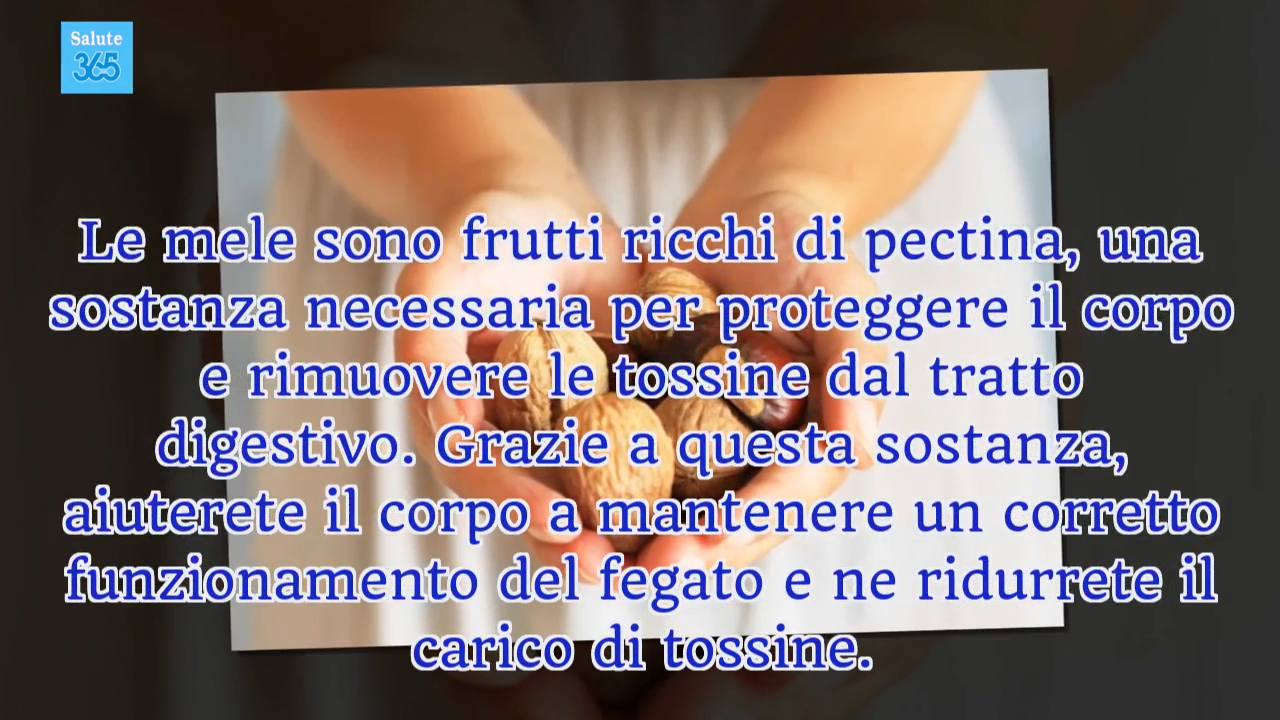 Salute
365
Le mele sono frutti ricchi di pectina, una
sostanza necessaria per proteggere il corpo
e rimuovere le tossine dal tratto
digestivo. Grazie a questa sostanza,
aiuterete il corpo a mantenere un corretto
funzionamento del fegato e ne ridurrete il
carico di tossine.